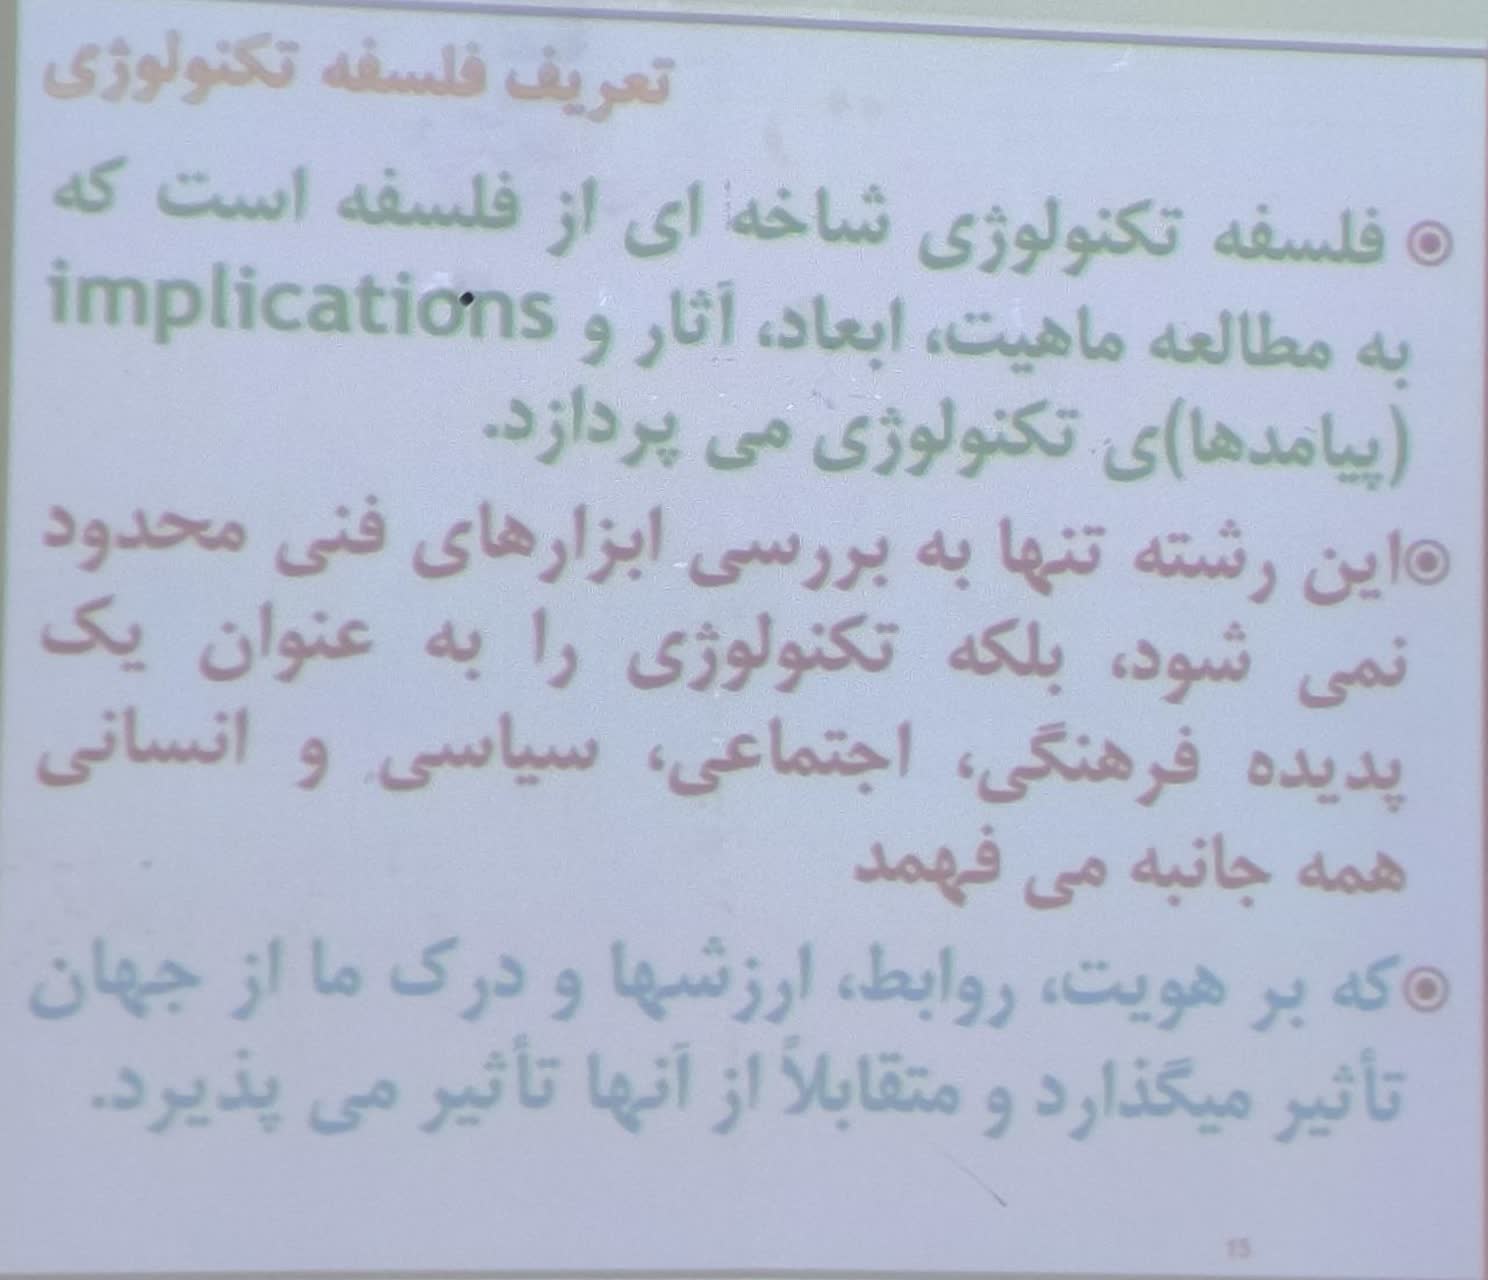 تعریف فلسفه تکنولوژی
فلسفه تکنولوژی شاخه ای از فلسفه است که
به مطالعه ماهیت، ابعاد، آثار و implications
(پیامدها)ی تکنولوژی می پردازد.
این رشته تنها به بررسی ابزارهای فنی محدود
نمی شود، بلکه تکنولوژی را به عنوان یک
پدیده فرهنگی، اجتماعی، سیاسی و انسانی
همه جانبه می فهمد
که بر هویت، روابط، ارزشها و درک ما از جهان
تأثیر میگذارد و متقابلاً از آنها تأثیر می پذیرد.
15